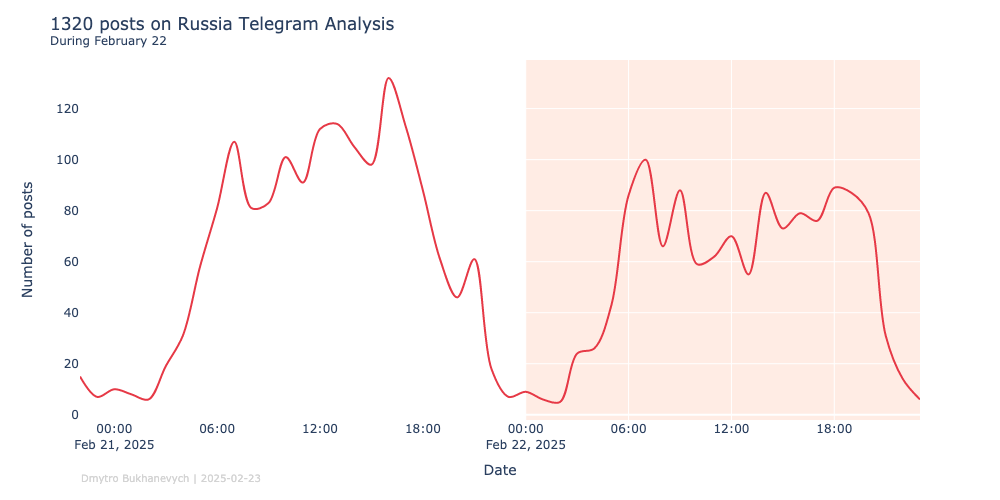 1320 posts on Russia Telegram Analysis
During February 22
Number of posts
120
100
80
60
40
20
0
00:00 06:00 12:00 18:00 00:00 06:00 12:00 18:00
Feb 21, 2025 Feb 22, 2025
Date
Dmytro Bukhanevych | 2025-02-23